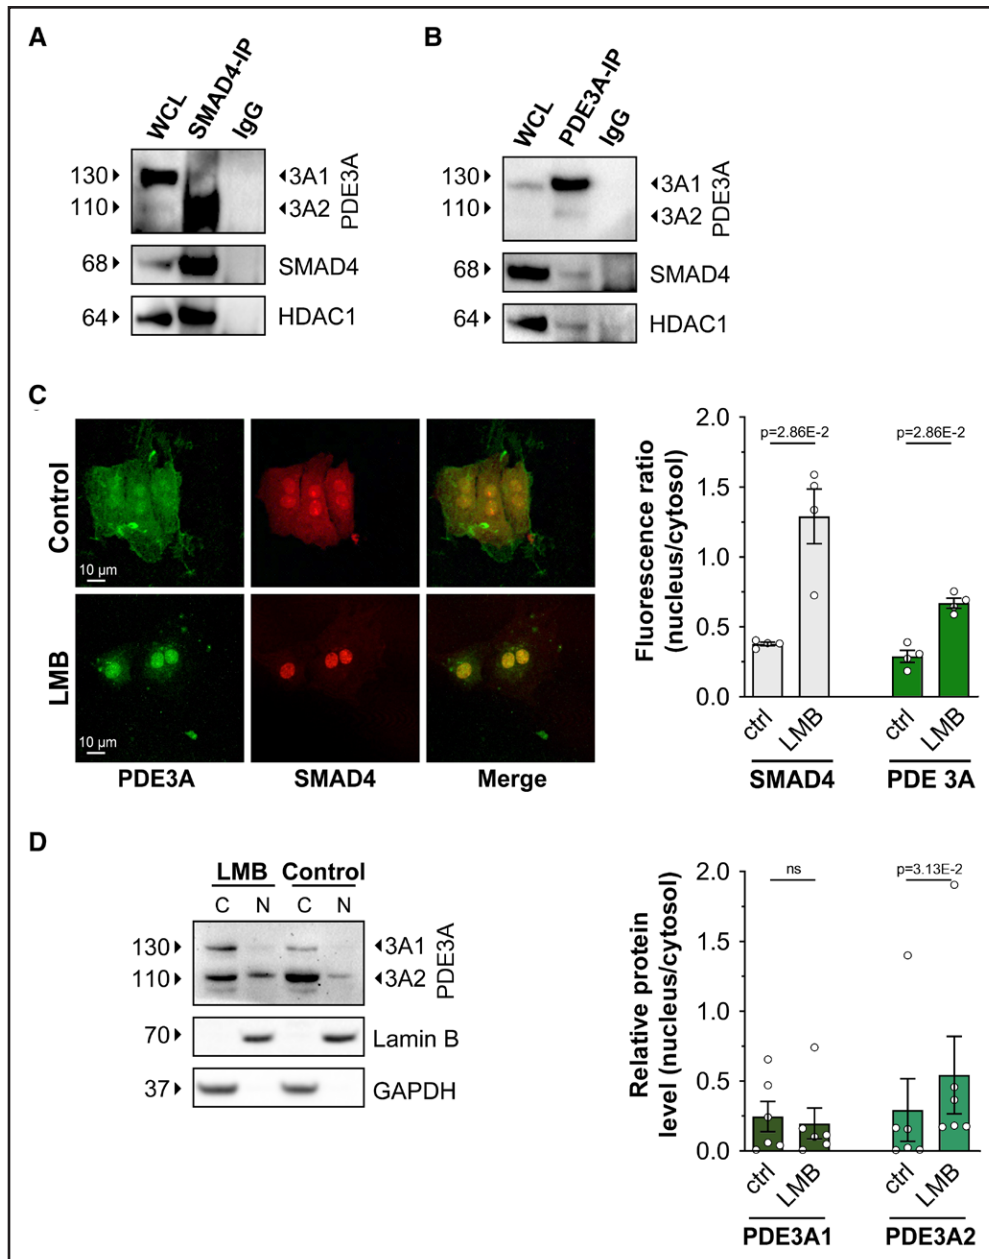 A
WCL
SMAD4-IP
IgG
130
110
3A1
3A2
PDE3A
68
SMAD4
64
HDAC1
B
WCL
PDE3A-IP
IgG
130
110
3A1
3A2
PDE3A
68
SMAD4
64
HDAC1
C
Control
10 µm
LMB
10 µm
PDE3A
SMAD4
Merge
Fluorescence ratio
(nucleus/cytosol)
2.0
1.5
1.0
0.5
0.0
p=2.86E-2
p=2.86E-2
ctrl
LMB
ctrl
LMB
SMAD4
PDE 3A
D
LMB
Control
C N C N
130
110
3A1
3A2
PDE3A
70
Lamin B
37
GAPDH
Relative protein
level (nucleus/cytosol)
2.0
1.5
1.0
0.5
0.0
ns
p=3.13E-2
ctrl
LMB
ctrl
LMB
PDE3A1
PDE3A2